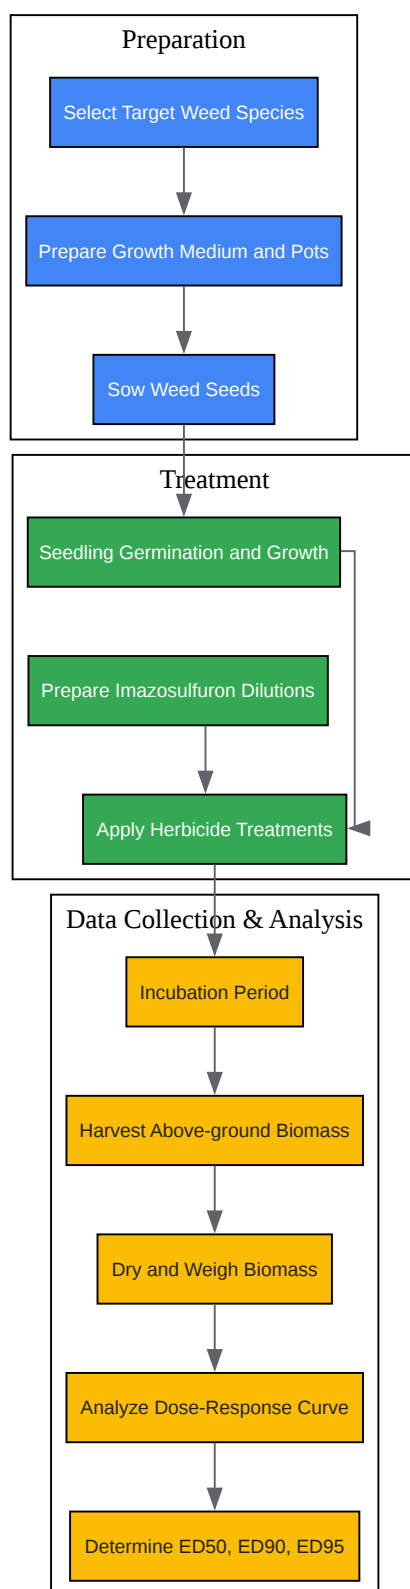 Preparation
Select Target Weed Species
Prepare Growth Medium and Pots
Sow Weed Seeds
Treatment
Seedling Germination and Growth
Prepare Imazosulfuron Dilutions
Apply Herbicide Treatments
Data Collection & Analysis
Incubation Period
Harvest Above-ground Biomass
Dry and Weigh Biomass
Analyze Dose-Response Curve
Determine ED50, ED90, ED95